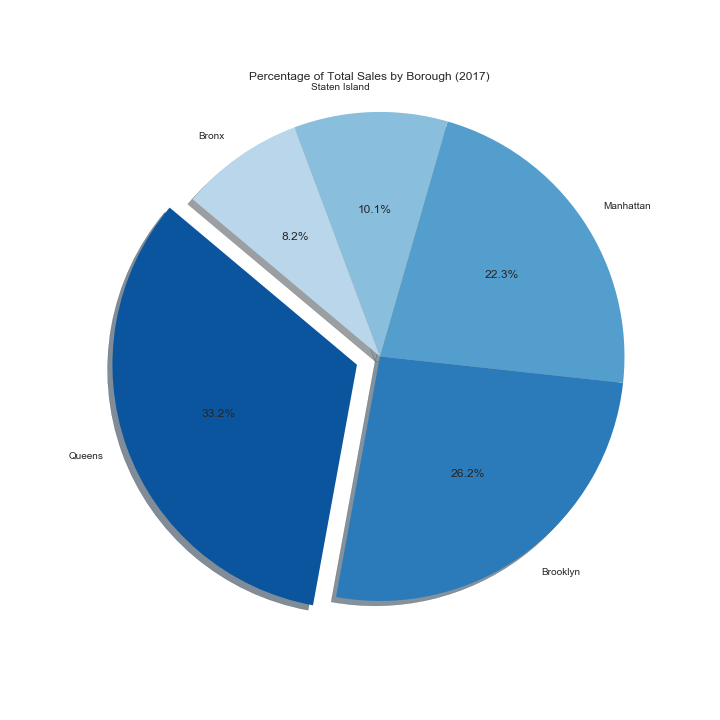 Percentage of Total Sales by Borough (2017)
Staten Island
Bronx
Manhattan
10.1%
8.2%
22.3%
33.2%
Queens
26.2%
Brooklyn